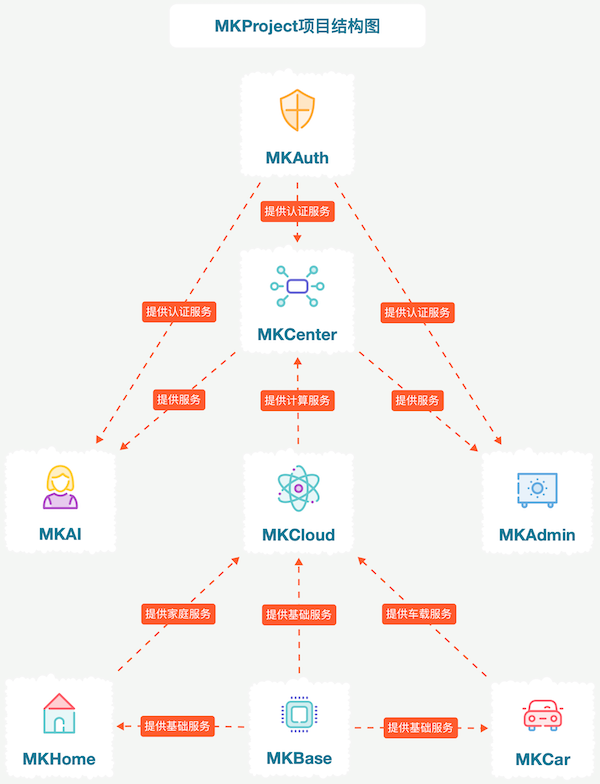 MKProject项目结构图
MKAuth
提供认证服务
提供认证服务
提供认证服务
MKCenter
提供服务
提供计算服务
提供服务
MKAI
MKCloud
MKAdmin
提供家庭服务
提供基础服务
提供车载服务
提供基础服务
提供基础服务
MKHome
MKBase
MKCar